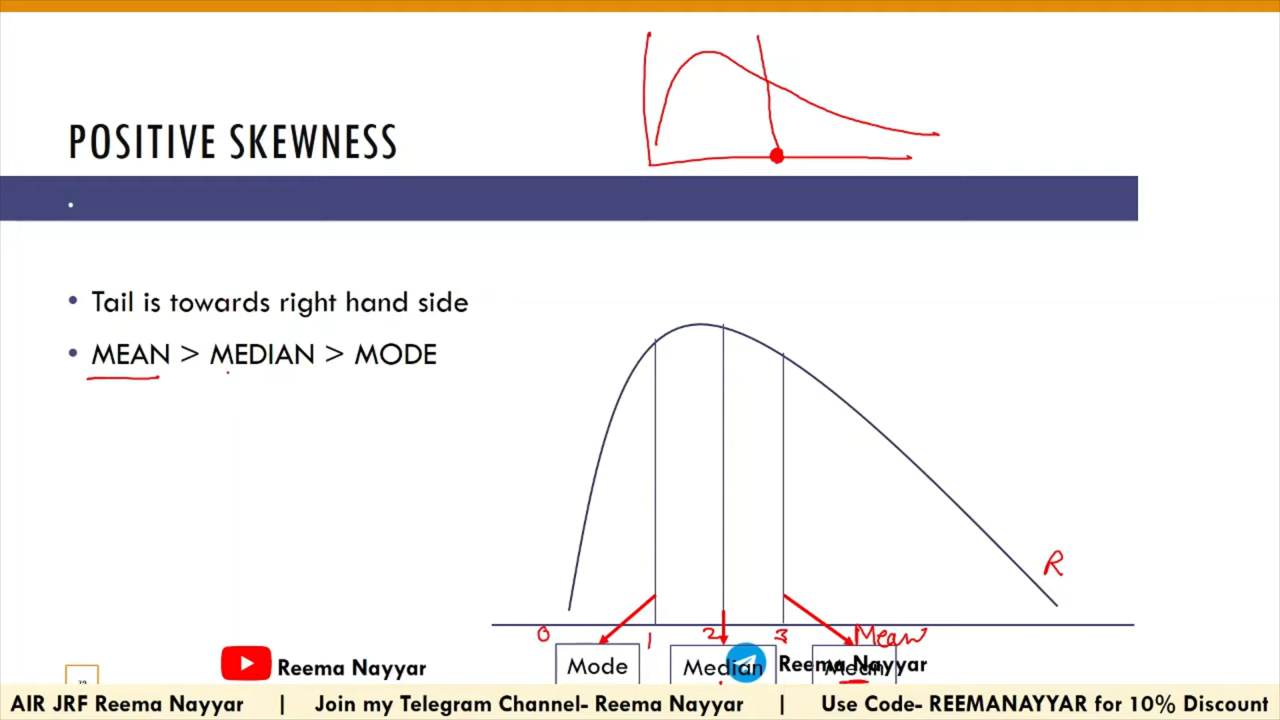 POSITIVE SKEWNESS
• Tail is towards right hand side
• MEAN > MEDIAN > MODE
R
0 1 2 3 Mean
Mode Median Mean
Reema Nayyar Reema Nayyar
AIR JRF Reema Nayyar | Join my Telegram Channel- Reema Nayyar | Use Code- REEMANAYYAR for 10% Discount